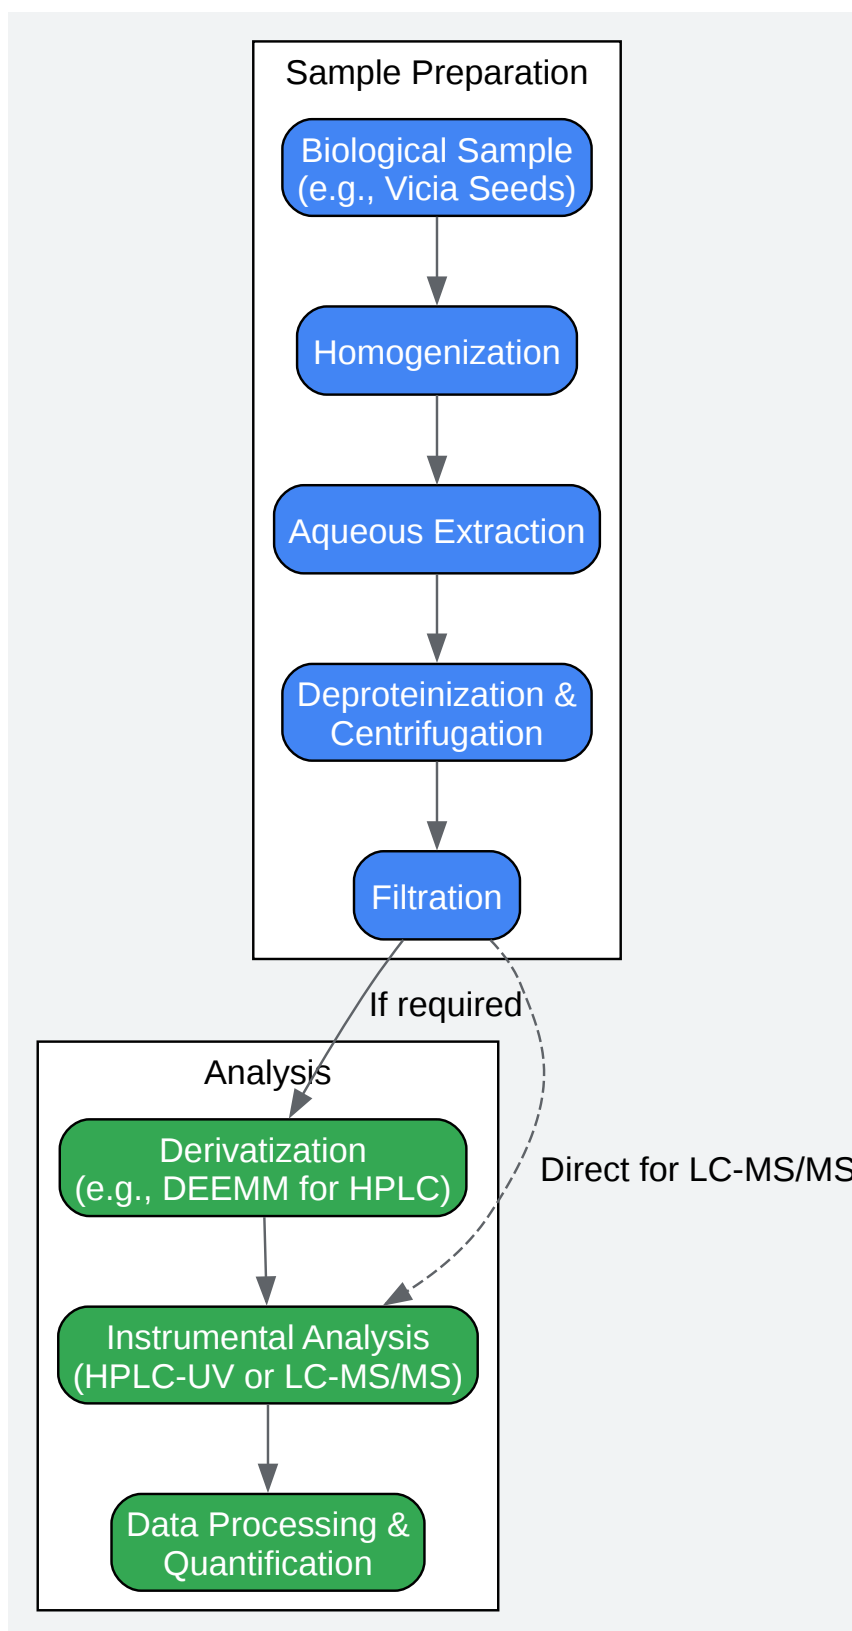 Sample Preparation
Biological Sample
(e.g., Vicia Seeds)
Homogenization
Aqueous Extraction
Deproteinization &
Centrifugation
Filtration
If required
Analysis
Derivatization
(e.g., DEEMM for HPLC)
Direct for LC-MS/MS
Instrumental Analysis
(HPLC-UV or LC-MS/MS)
Data Processing &
Quantification